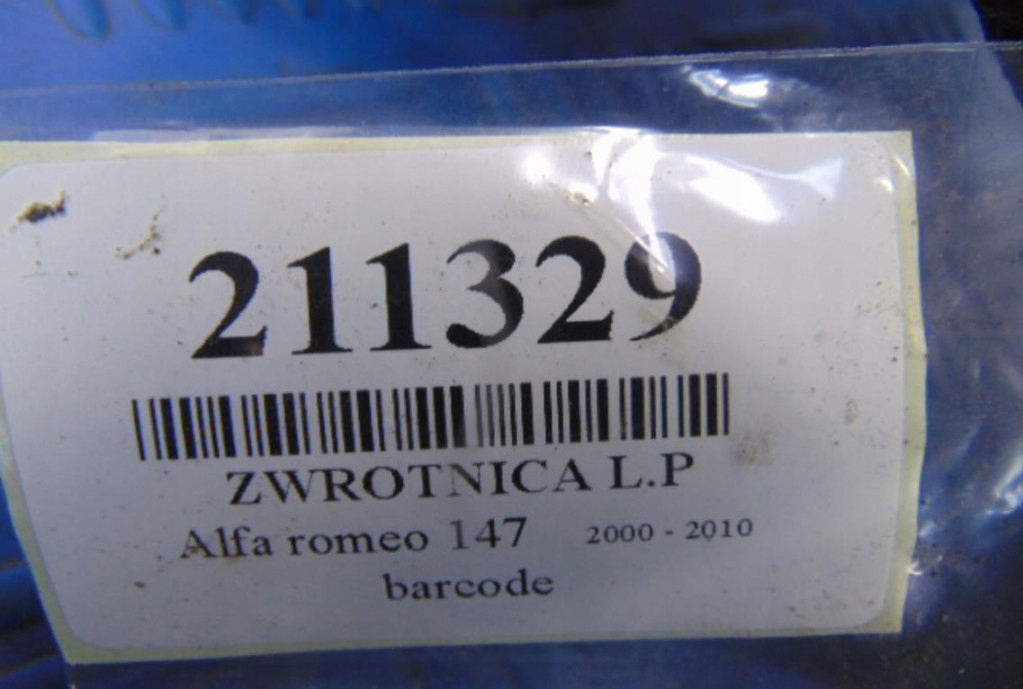 211329
ZWROTNICA L.P
Alfa romeo 147 2000 - 2010
barcode